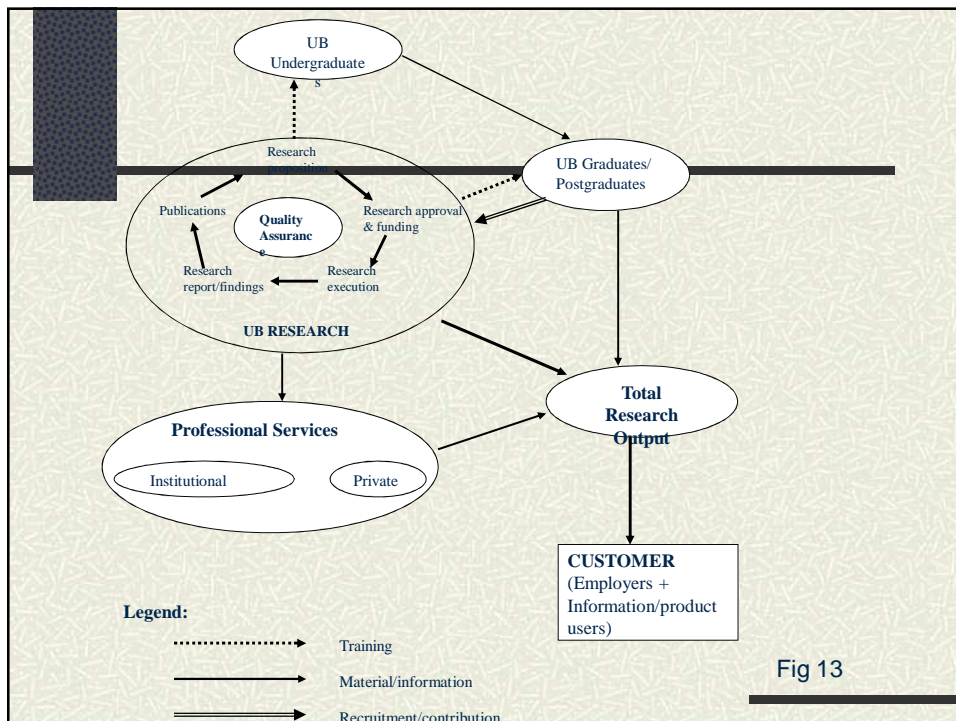 UB
Undergraduate
s
UB Graduates/
Postgraduates
Research
proposition
Publications
Quality
Assuranc
e
Research approval
& funding
Research
report/findings
Research
execution
UB RESEARCH
Total
Research
Output
Professional Services
Institutional
Private
CUSTOMER
(Employers +
Information/product
users)
Legend:
Training
Material/information
Recruitment/contribution
Fig 13